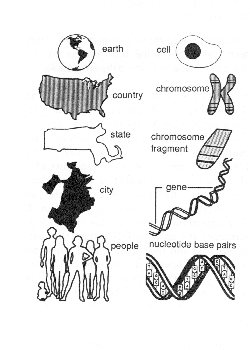 earth
cell
country
chromosome
state
chromosome
fragment
city
gene
people
nucleotide base pairs